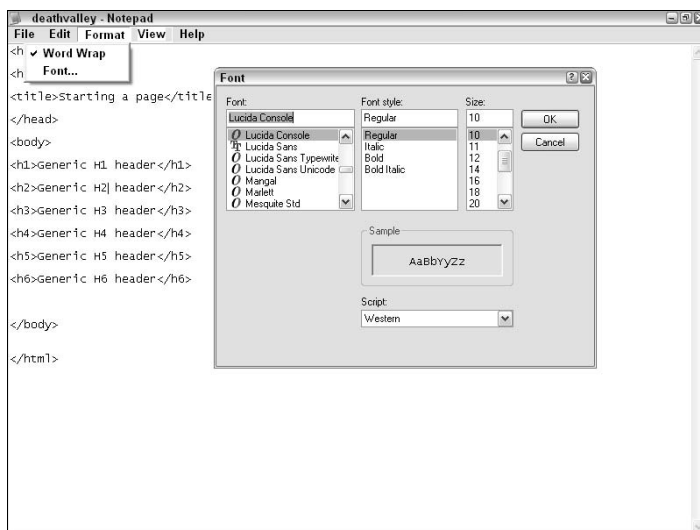 deathvalley - Notepad
File Edit Format View Help
Word Wrap
Font...
<h
<h
<title>Starting a page</title
</head>
<body>
<h1>Generic H1 header</h1>
<h2>Generic H2 header</h2>
<h3>Generic H3 header</h3>
<h4>Generic H4 header</h4>
<h5>Generic H5 header</h5>
<h6>Generic H6 header</h6>
</body>
</html>
Font
Font:
Lucida Console
Lucida Console
Lucida Sans
Lucida Sans Typewrite
Lucida Sans Unicode
Mangal
Marlett
Mesquite Std
Font style:
Regular
Regular
Italic
Bold
Bold Italic
Size:
10
10
11
12
14
16
18
20
OK
Cancel
Sample
AaBbYyZz
Script:
Western